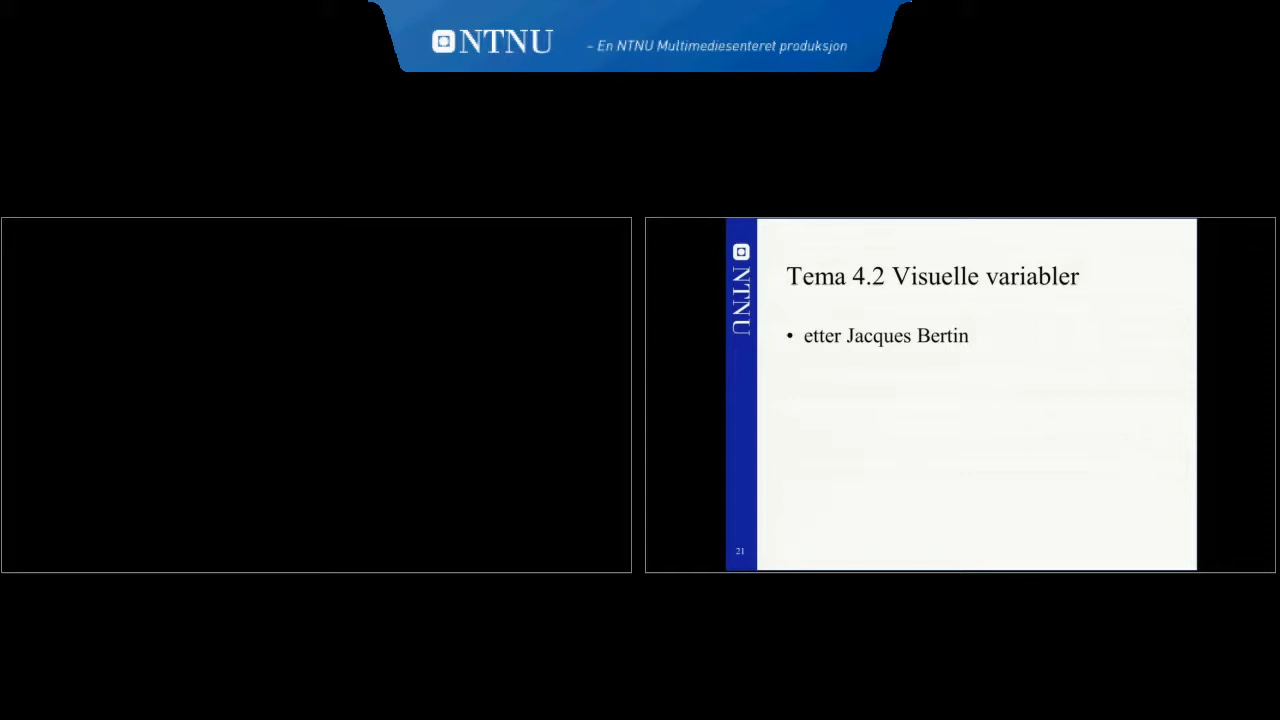 NTNU – En NTNU Multimediesenteret produksjon
NTNU
Tema 4.2 Visuelle variabler
• etter Jacques Bertin
21